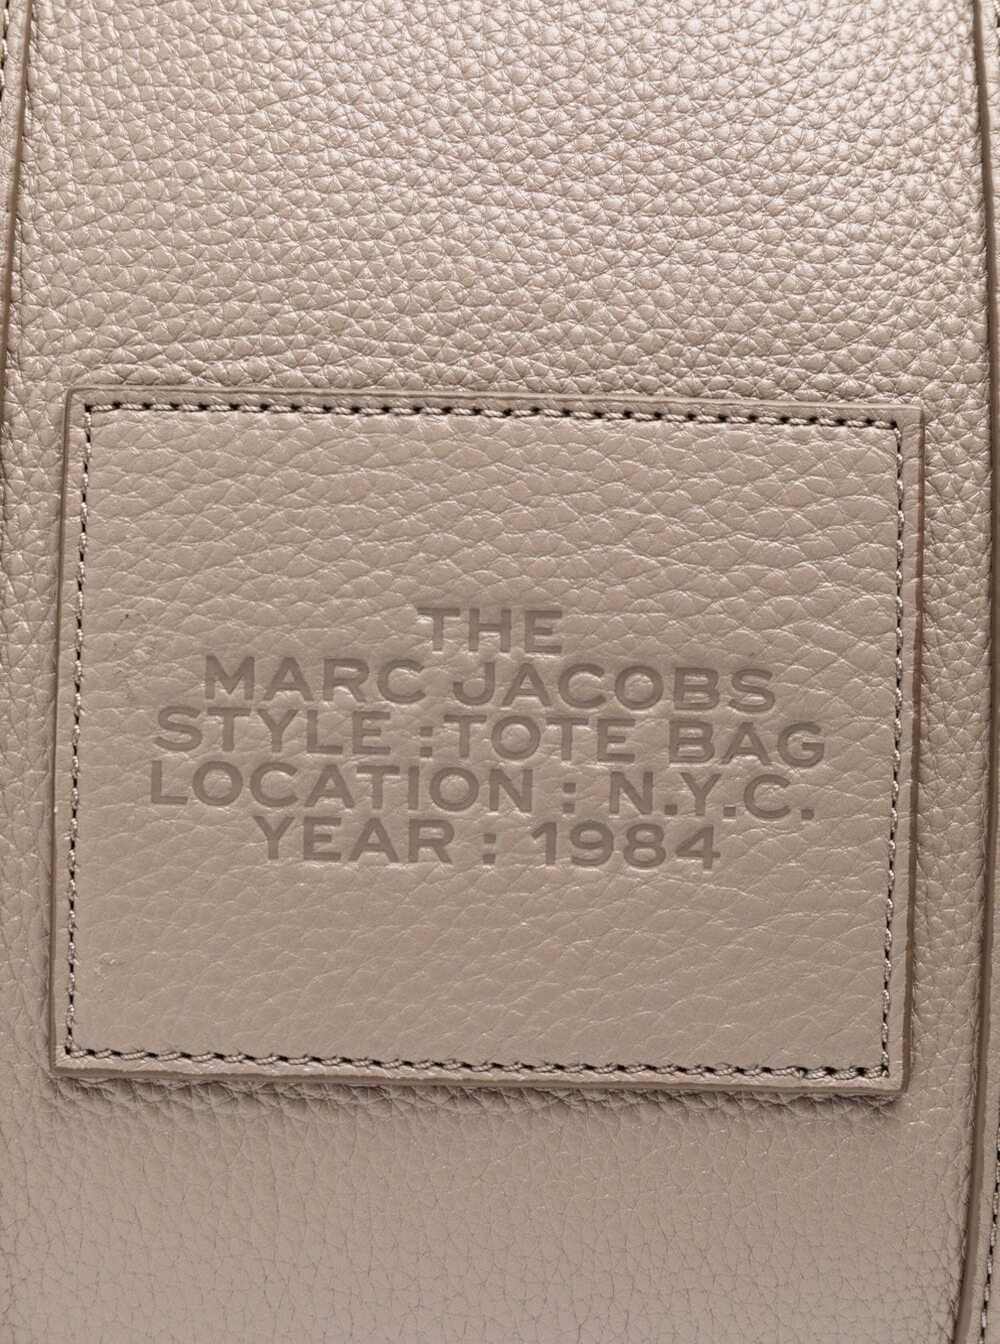 THE
MARC JACOBS
STYLE :TOTE BAG
LOCATION : N.Y.C.
YEAR : 1984